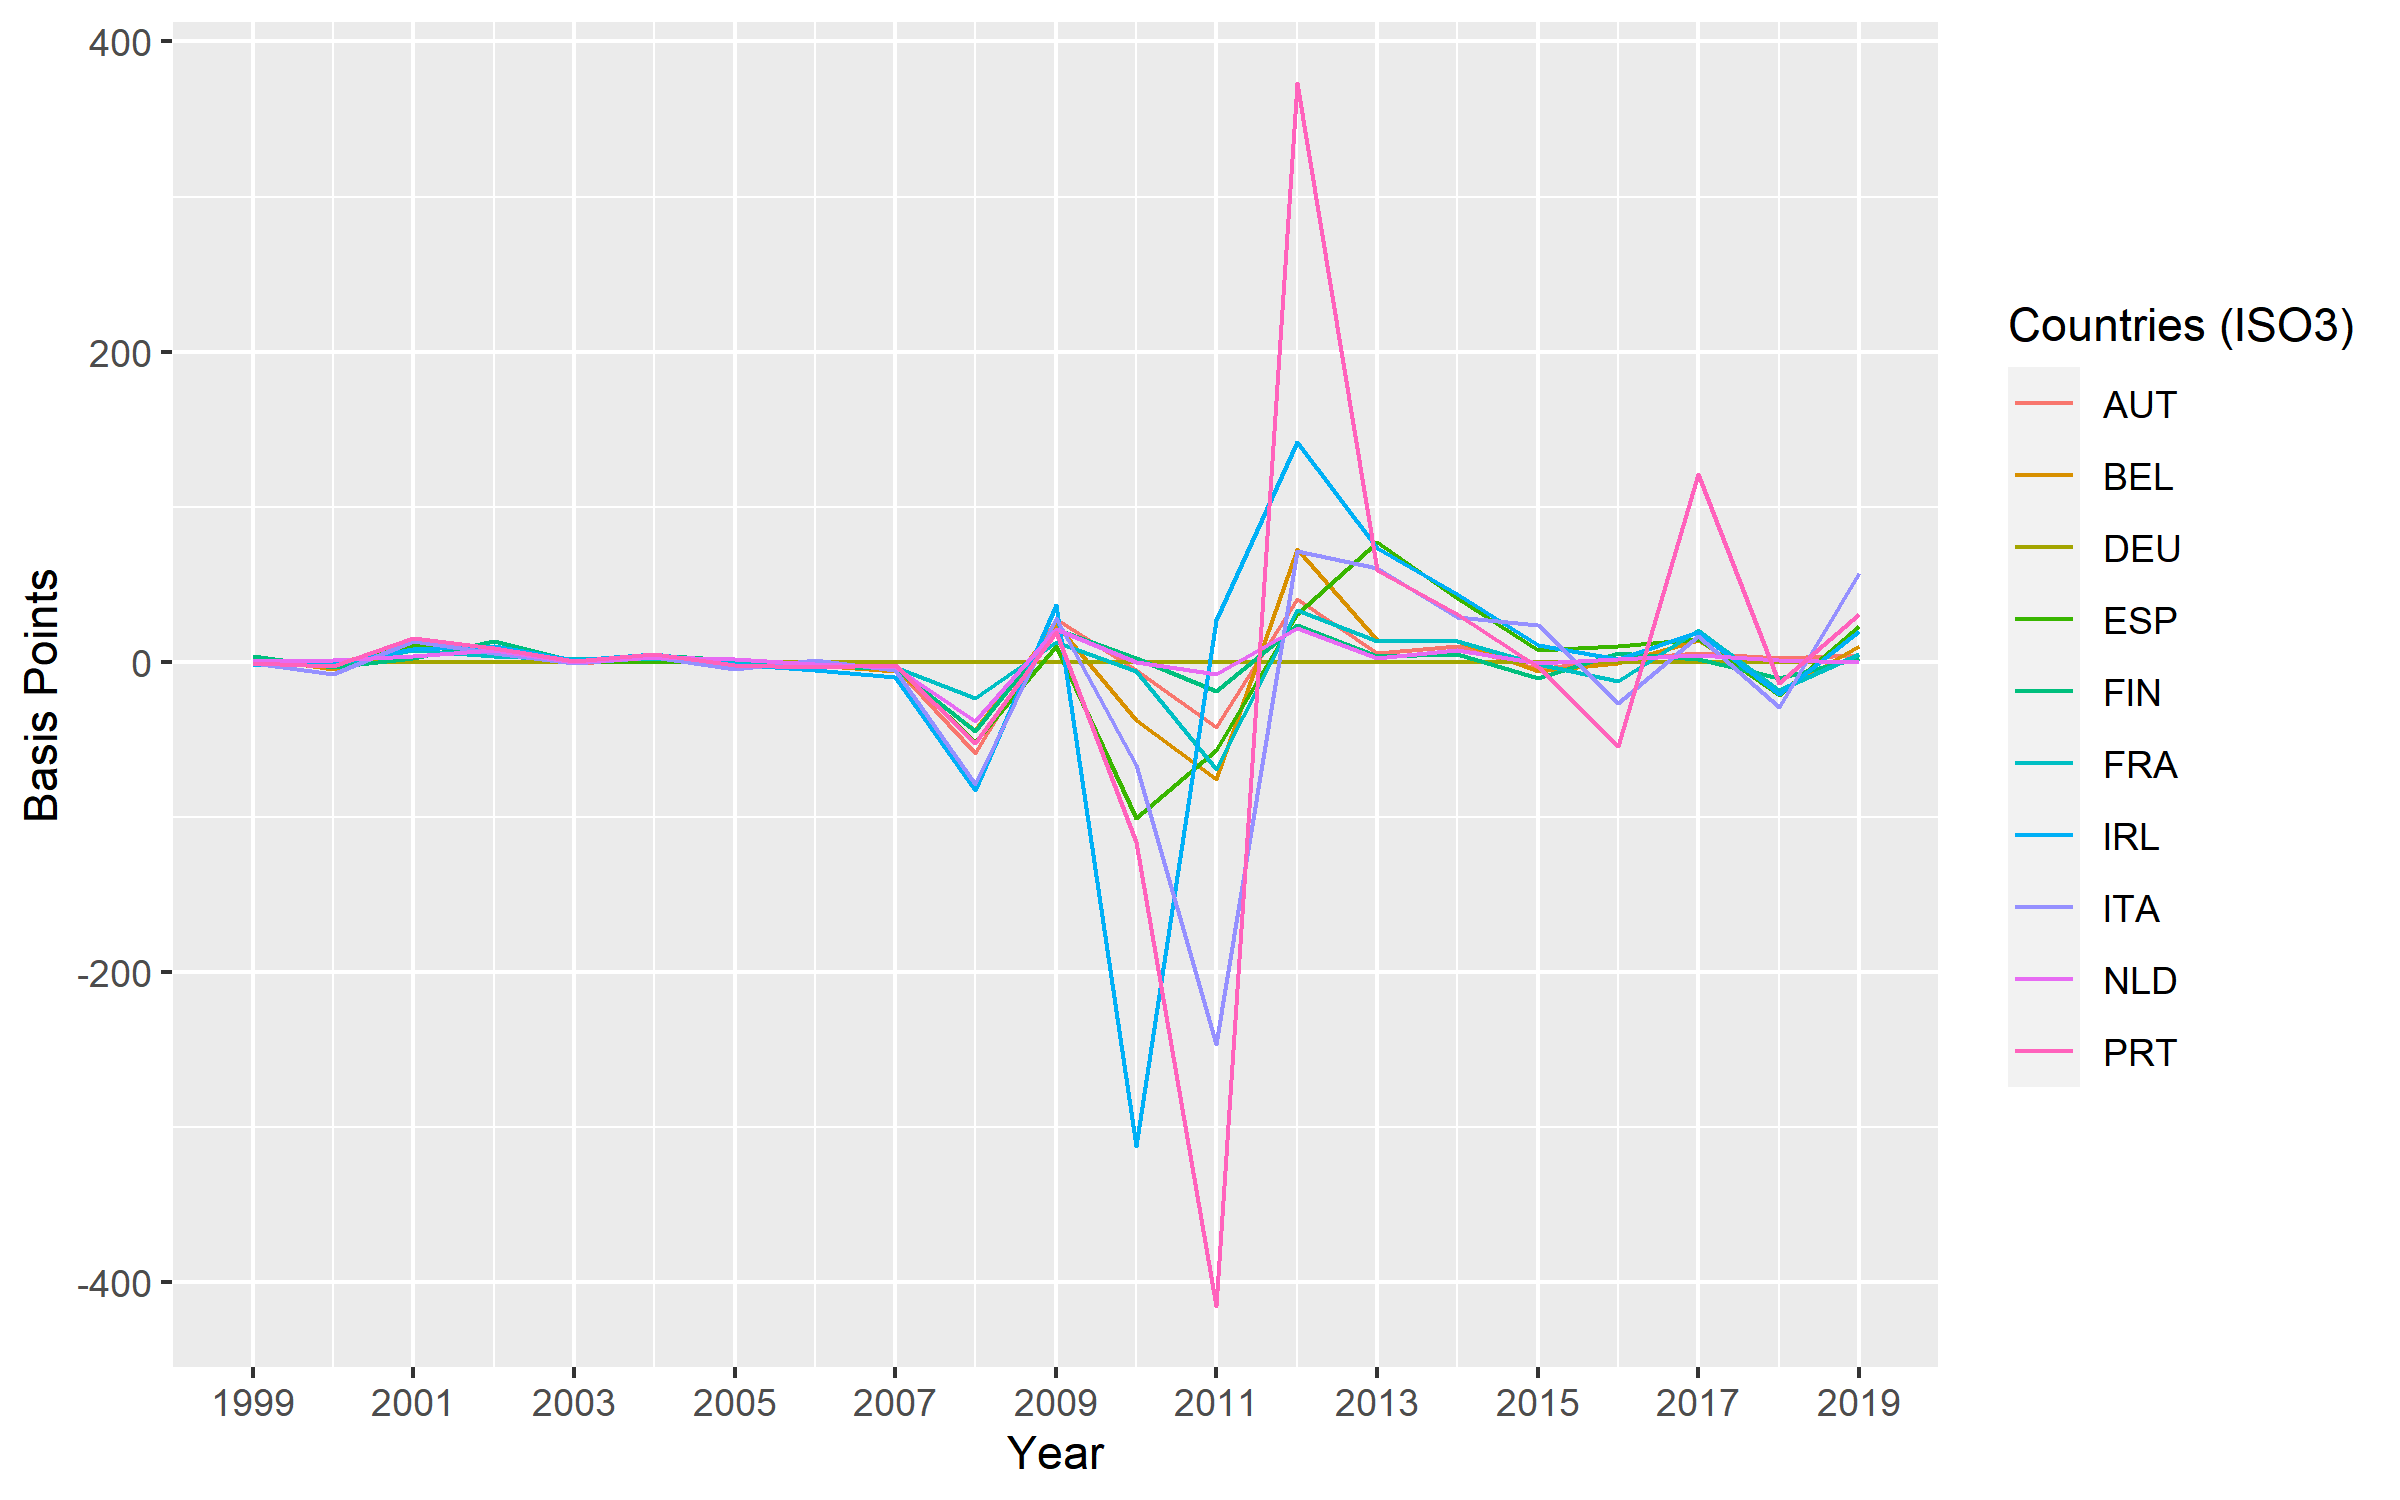 400
200
0
-200
-400
Basis Points
1999 2001 2003 2005 2007 2009 2011 2013 2015 2017 2019
Year
Countries (ISO3)
AUT
BEL
DEU
ESP
FIN
FRA
IRL
ITA
NLD
PRT